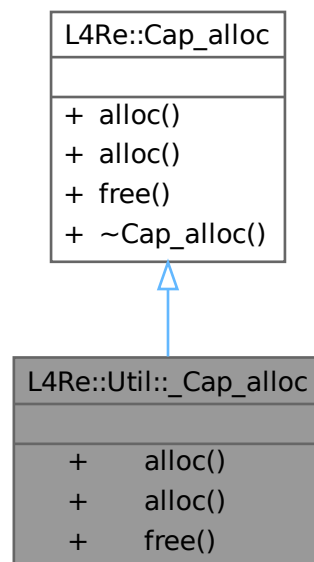 L4Re::Cap_alloc
+ alloc()
+ alloc()
+ free()
+ ~Cap_alloc()
L4Re::Util::_Cap_alloc
+ alloc()
+ alloc()
+ free()